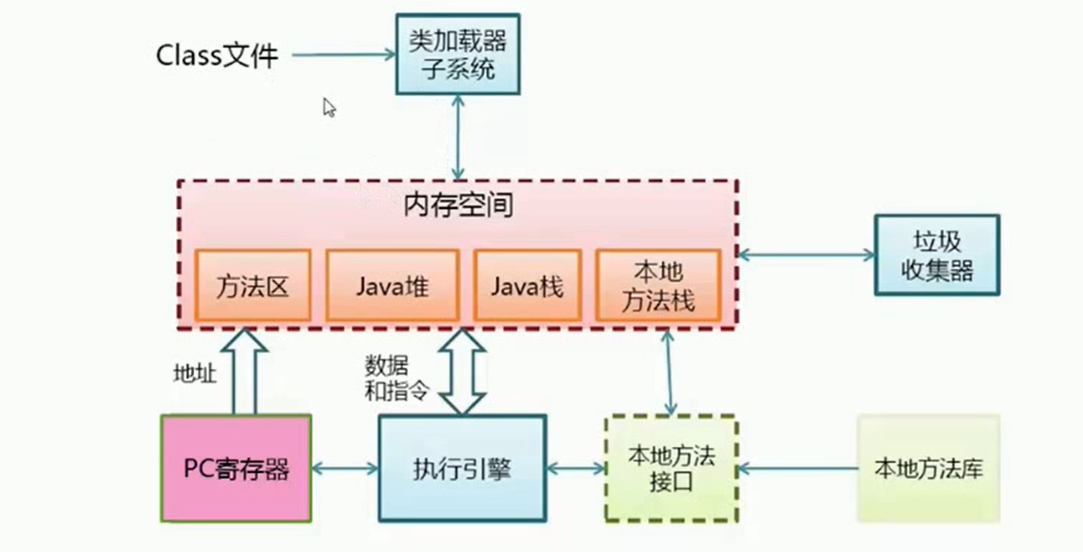 Class文件
类加载器
子系统
内存空间
方法区
Java堆
Java栈
本地
方法栈
垃圾
收集器
地址
数据
和指令
PC寄存器
执行引擎
本地方法
接口
本地方法库